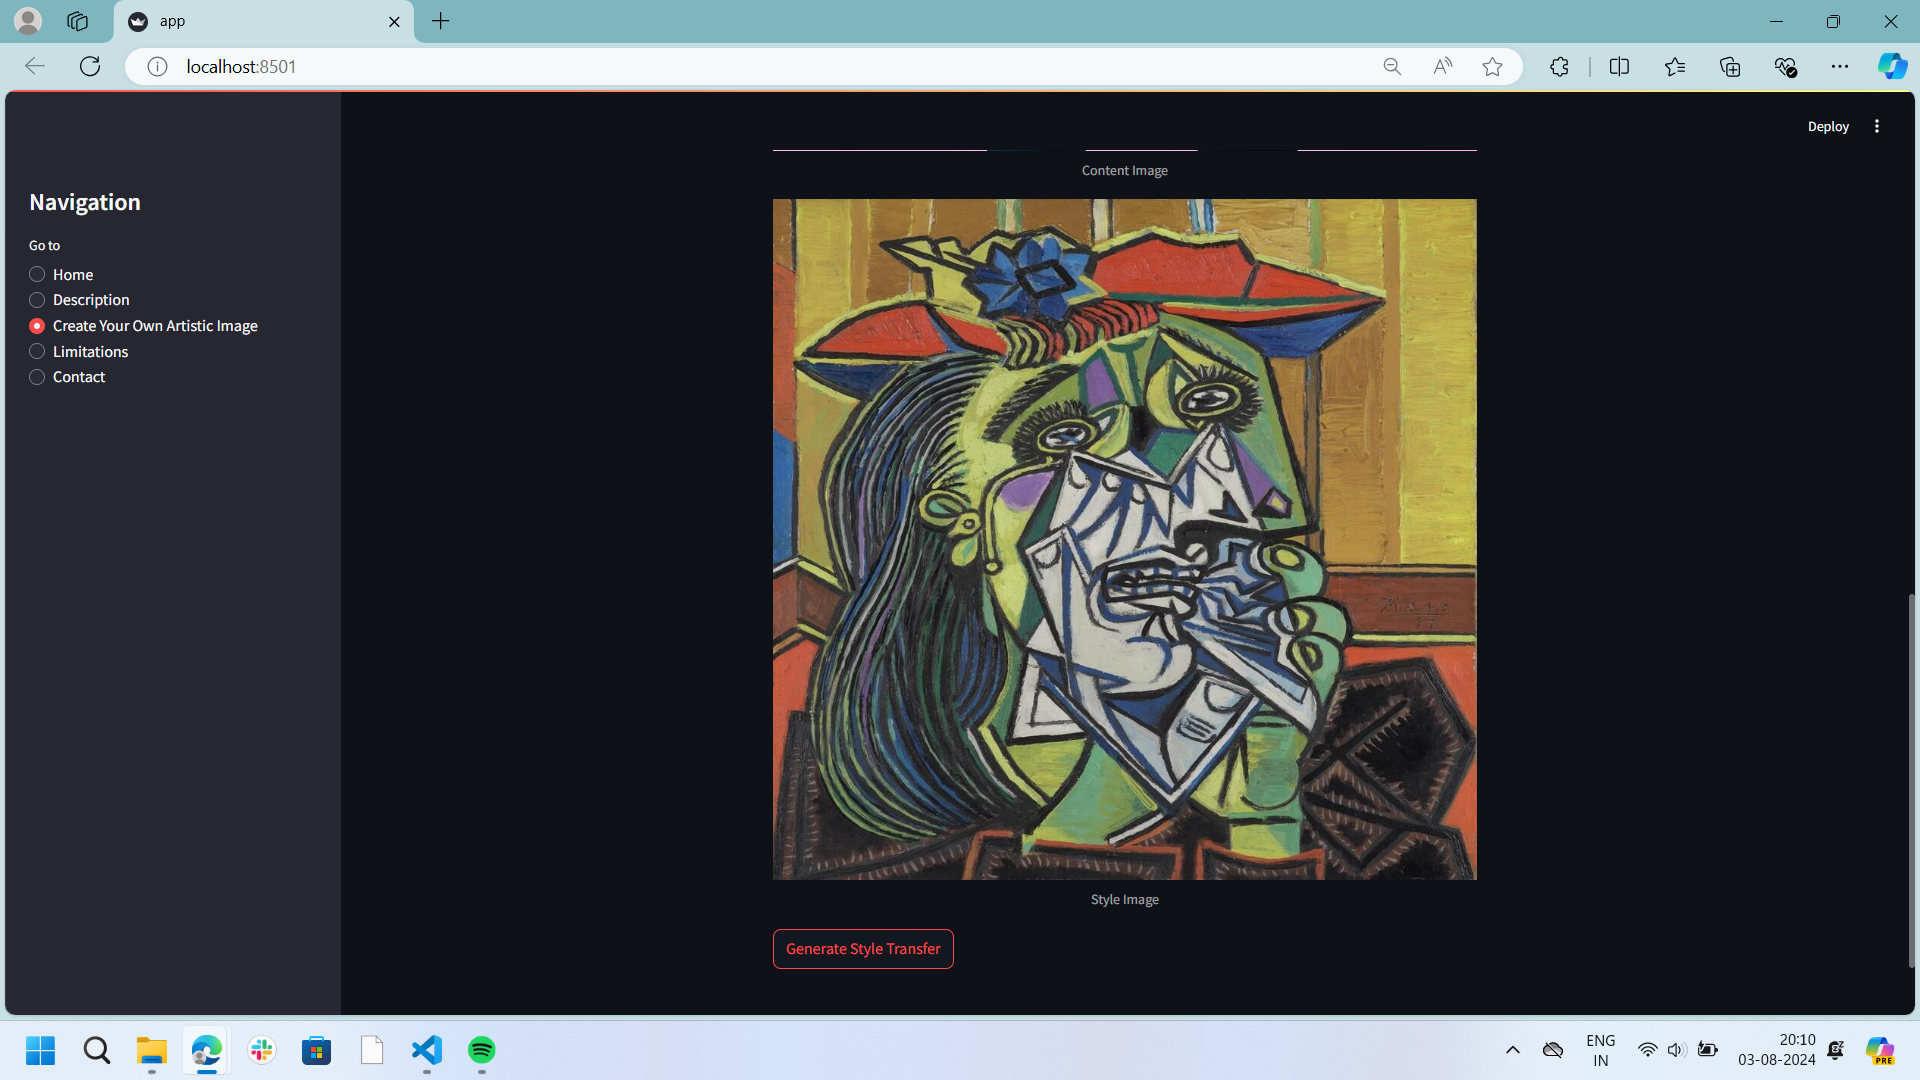 app
localhost:8501
Deploy
Navigation
Go to
Home
Description
Create Your Own Artistic Image
Limitations
Contact
Content Image
Style Image
Generate Style Transfer
ENG
IN
20:10
03-08-2024
PRE